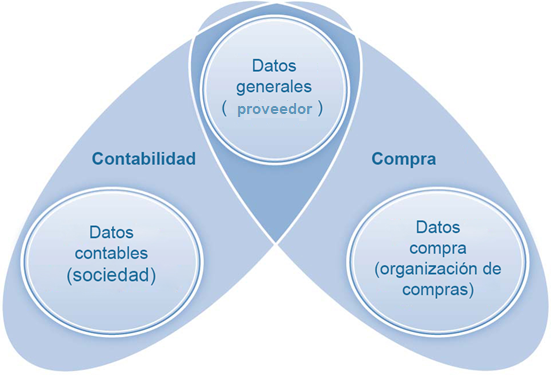 Datos
generales
( proveedor )
Contabilidad
Compra
Datos
contables
(sociedad)
Datos
compra
(organización de
compras)